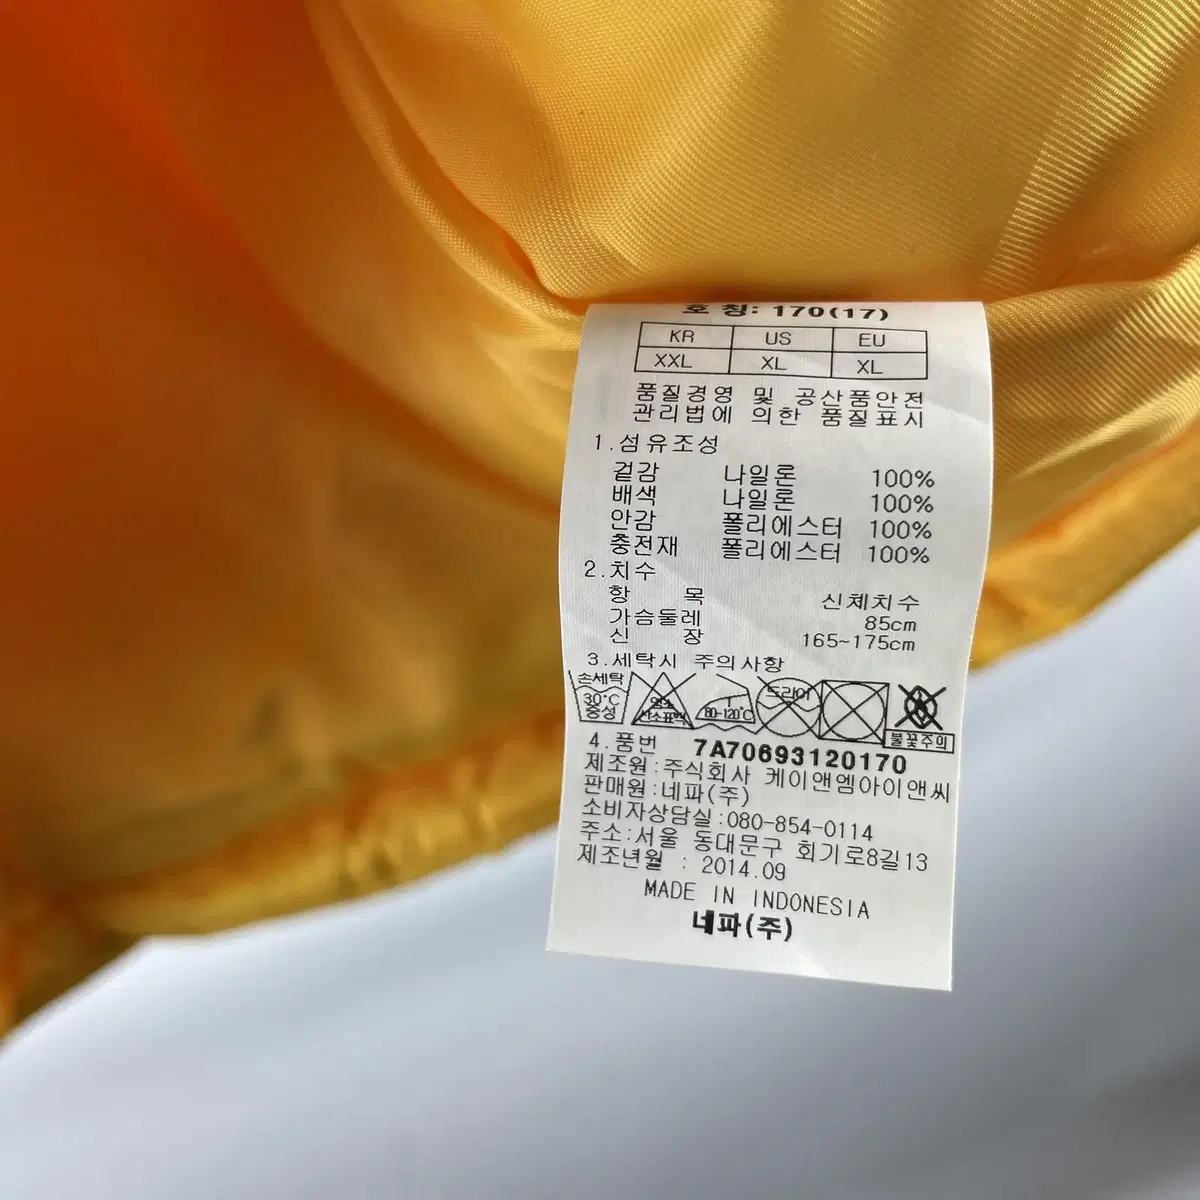 호 칭: 170(17)
KR US EU
XXL XL XL
품질경영 및 공산품안전
관리법에 의한 품질표시
1.섬유조성
겉감 나일론 100%
배색 나일론 100%
안감 폴리에스터 100%
충전재 폴리에스터 100%
2.치수
항 목 신체치수
가슴둘레 85cm
신 장 165~175cm
3.세탁시 주의사항
손세탁 30°C 중성
염소 산소표백
80-120°C
드라이
불꽃주의
4.품번 7A70693120170
제조원:주식회사 케이앤엠아이앤씨
판매원:네파(주)
소비자상담실:080-854-0114
주소:서울 동대문구 회기로8길13
제조년월 : 2014.09
MADE IN INDONESIA
네파(주)